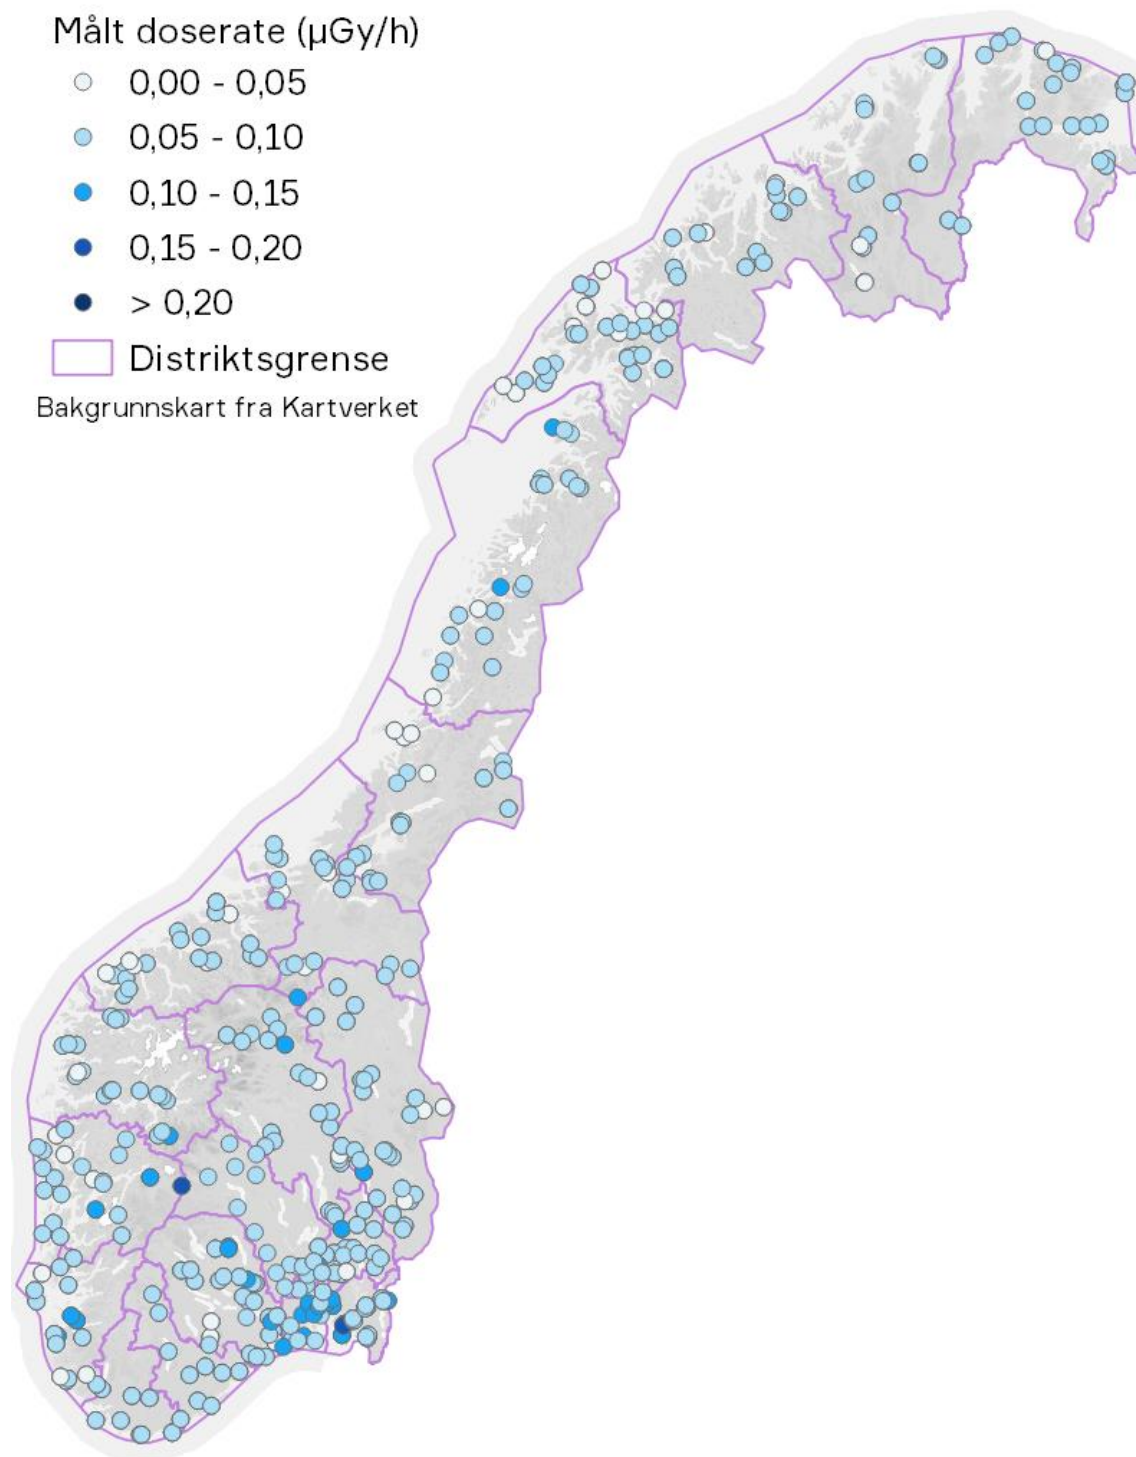 Målt doserate (µGy/h)
0,00 - 0,05
0,05 - 0,10
0,10 - 0,15
0,15 - 0,20
> 0,20
Distriktsgrense
Bakgrunnskart fra Kartverket